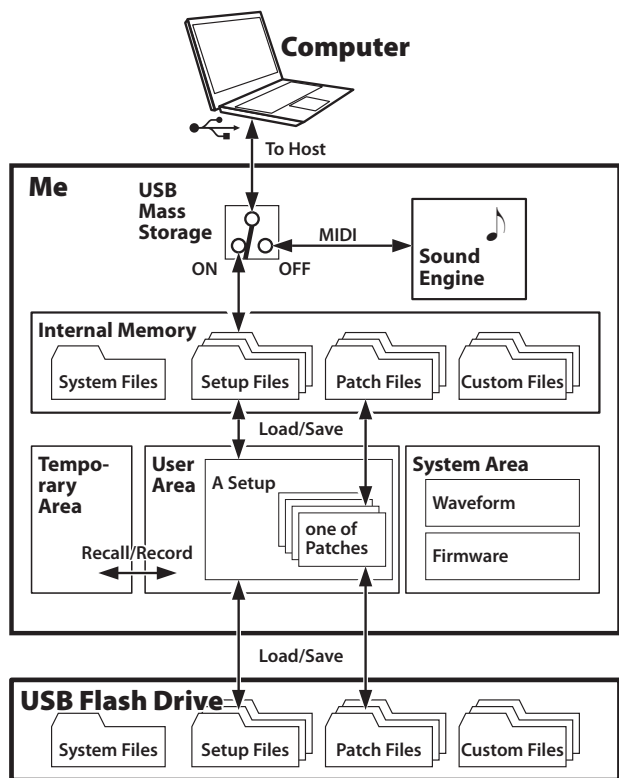 Computer
To Host
Me
USB
Mass
Storage
MIDI
ON
OFF
Sound
Engine
Internal Memory
System Files
Setup Files
Patch Files
Custom Files
Load/Save
Tempo-
rary
Area
User
Area
A Setup
one of
Patches
System Area
Waveform
Firmware
Recall/Record
Load/Save
USB Flash Drive
System Files
Setup Files
Patch Files
Custom Files